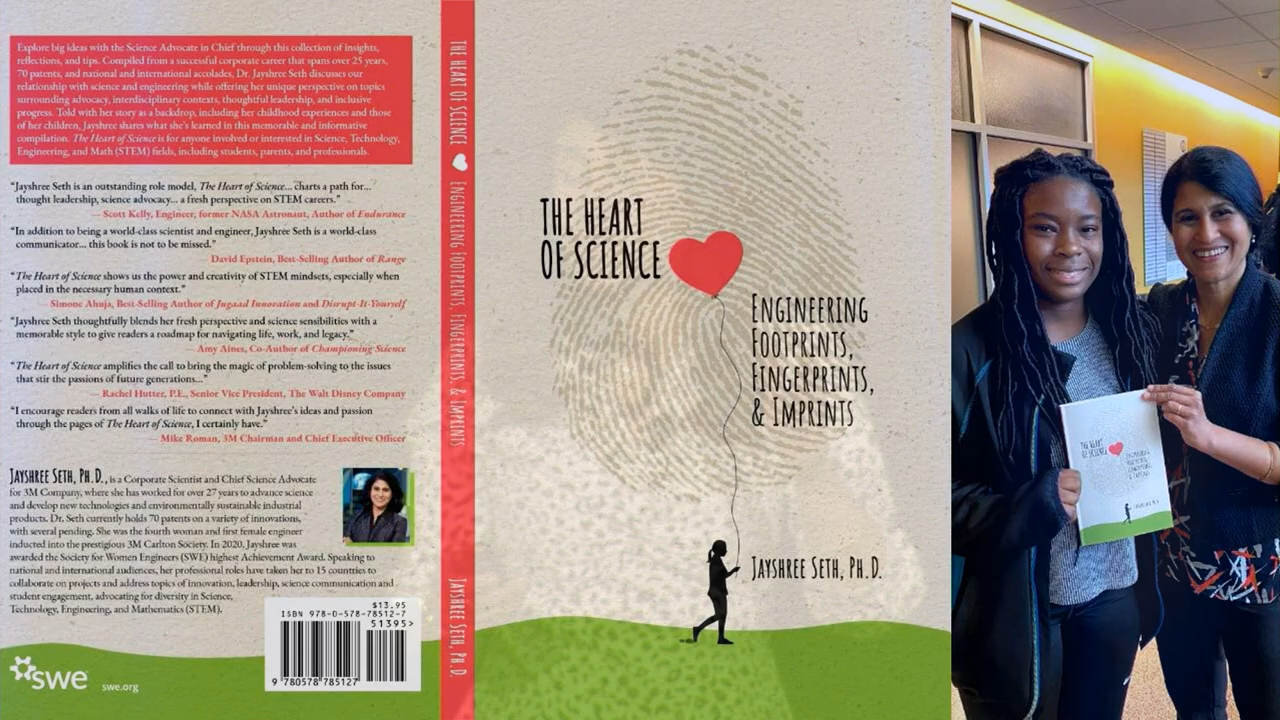 Explore big ideas with the Science Advocate in Chief through this collection of insights,
reflections, and tips. Compiled from a successful corporate career that spans over 25 years,
70 patents, and national and international accolades, Dr. Jayshree Seth discusses our
relationship with science and engineering while offering her unique perspective on topics
surrounding advocacy, interdisciplinary contexts, thoughtful leadership, and inclusive
progress. Told with her story as a backdrop, including her childhood experiences and those
of her children, Jayshree shares what she's learned in this memorable and informative
compilation. The Heart of Science is for anyone involved or interested in Science, Technology,
Engineering, and Math (STEM) fields, including students, parents, and professionals.
“Jayshree Seth is an outstanding role model, The Heart of Science... charts a path for...
thought leadership, science advocacy... a fresh perspective on STEM careers.”
— Scott Kelly, Engineer, former NASA Astronaut, Author of Endurance
“In addition to being a world-class scientist and engineer, Jayshree Seth is a world-class
communicator... this book is not to be missed.”
David Epstein, Best-Selling Author of Range
“The Heart of Science shows us the power and creativity of STEM mindsets, especially when
placed in the necessary human context.”
— Simone Ahuja, Best-Selling Author of Jugaad Innovation and Disrupt-It-Yourself
“Jayshree Seth thoughtfully blends her fresh perspective and science sensibilities with a
memorable style to give readers a roadmap for navigating life, work, and legacy.”
— Amy Aines, Co-Author of Championing Science
“The Heart of Science amplifies the call to bring the magic of problem-solving to the issues
that stir the passions of future generations...”
— Rachel Hutter, P.E., Senior Vice President, The Walt Disney Company
“I encourage readers from all walks of life to connect with Jayshree's ideas and passion
through the pages of The Heart of Science, I certainly have.”
— Mike Roman, 3M Chairman and Chief Executive Officer
JAYSHREE SETH, PH.D., is a Corporate Scientist and Chief Science Advocate
for 3M Company, where she has worked for over 27 years to advance science
and develop new technologies and environmentally sustainable industrial
products. Dr. Seth currently holds 70 patents on a variety of innovations,
with several pending. She was the fourth woman and first female engineer
inducted into the prestigious 3M Carlton Society. In 2020, Jayshree was
awarded the Society for Women Engineers (SWE) highest Achievement Award. Speaking to
national and international audiences, her professional roles have taken her to 15 countries to
collaborate on projects and address topics of innovation, leadership, science communication and
student engagement, advocating for diversity in Science,
Technology, Engineering, and Mathematics (STEM).
$13.95
ISBN 978-0-578-78512-7
51395>
9 780578 785127
swe
swe.org
THE HEART OF SCIENCE ENGINEERING FOOTPRINTS, FINGERPRINTS, & IMPRINTS JAYSHREE SETH, PH.D.
THE HEART
OF SCIENCE
ENGINEERING
FOOTPRINTS,
FINGERPRINTS,
& IMPRINTS
JAYSHREE SETH, PH.D.
THE HEART
OF SCIENCE